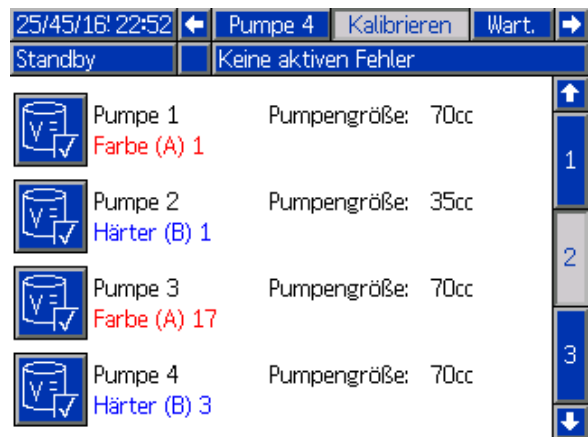 25/45/16 22:52 Pumpe 4 Kalibrieren Wart.
Standby Keine aktiven Fehler
Pumpe 1 Pumpengröße: 70cc
Farbe (A) 1
1
Pumpe 2 Pumpengröße: 35cc
Härter (B) 1
2
Pumpe 3 Pumpengröße: 70cc
Farbe (A) 17
3
Pumpe 4 Pumpengröße: 70cc
Härter (B) 3